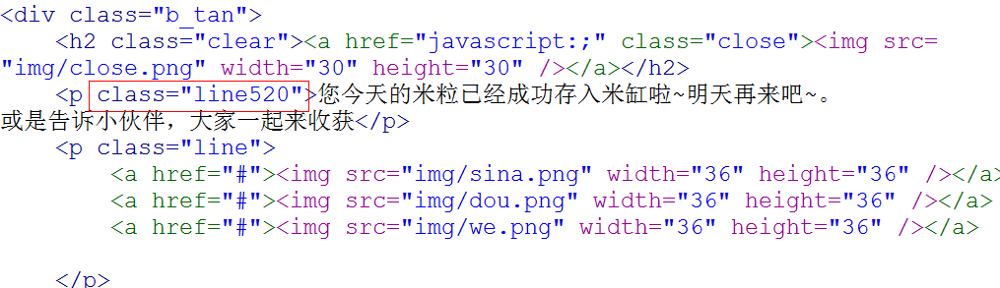 <div class="b_tan">
    <h2 class="clear"><a href="javascript:;" class="close"><img src=
"img/close.png" width="30" height="30" /></a></h2>
    <p class="line520">您今天的米粒已经成功存入米缸啦~明天再来吧~。
或是告诉小伙伴，大家一起来收获</p>
    <p class="line">
        <a href="#"><img src="img/sina.png" width="36" height="36" /></a>
        <a href="#"><img src="img/dou.png" width="36" height="36" /></a>
        <a href="#"><img src="img/we.png" width="36" height="36" /></a>
    </p>